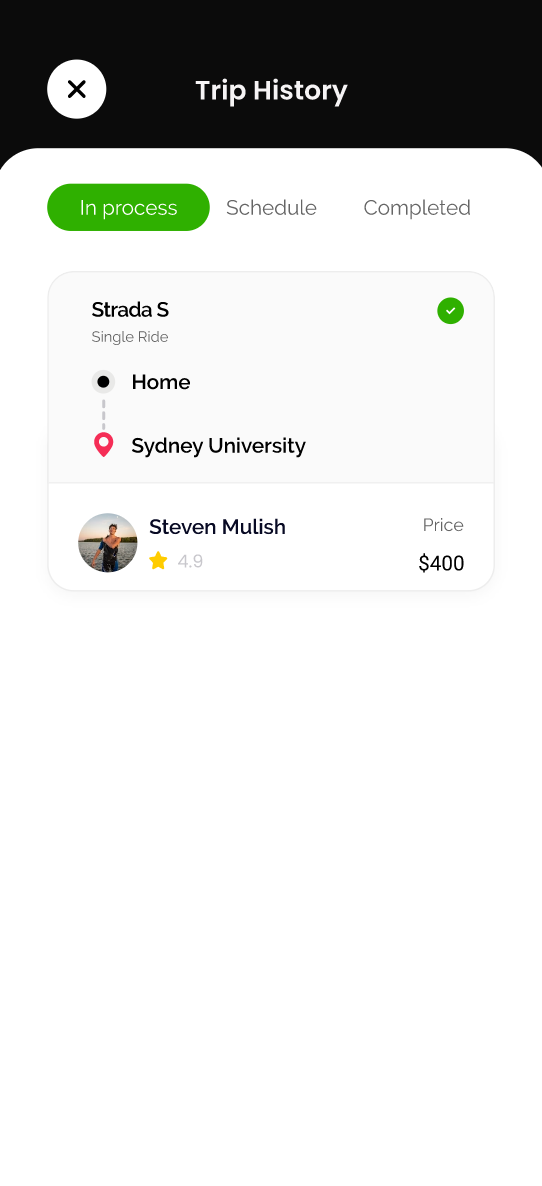 Trip History
In process Schedule Completed
Strada S
Single Ride
Home
Sydney University
Steven Mulish
4.9
Price
$400